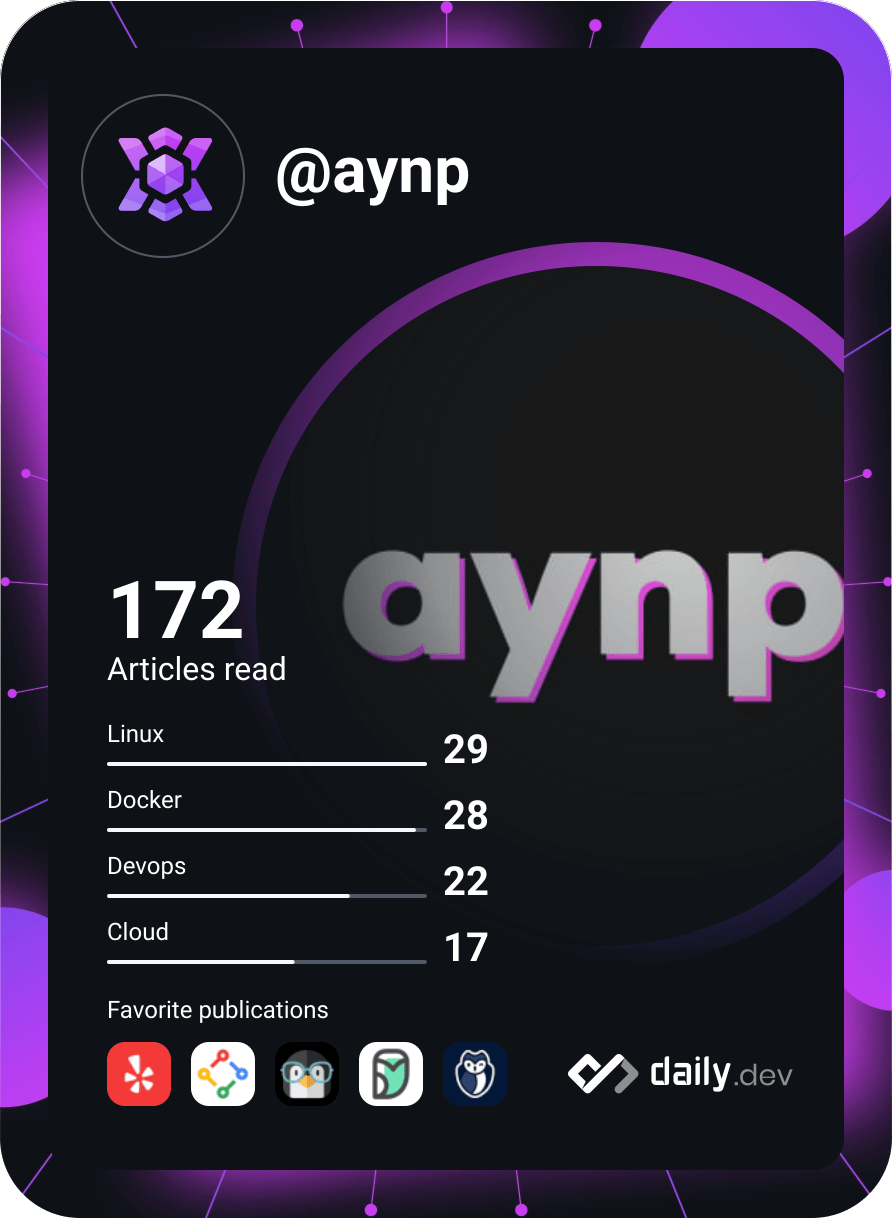 @aynp
aynp
172
Articles read
Linux
29
Docker
28
Devops
22
Cloud
17
Favorite publications
daily.dev